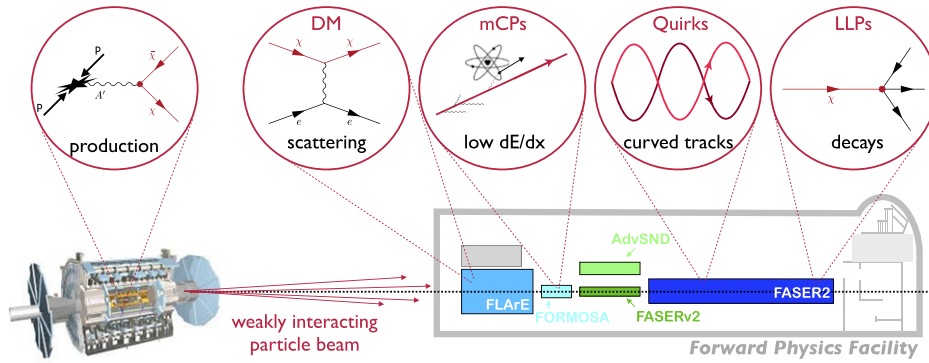 DM
mCPs
Quirks
LLPs
p
p
A′
χ̄
χ
production
χ
χ
e
e
scattering
low dE/dx
curved tracks
χ
decays
AdvSND
FLArE
FORMOSA
FASERv2
FASER2
weakly interacting
particle beam
Forward Physics Facility